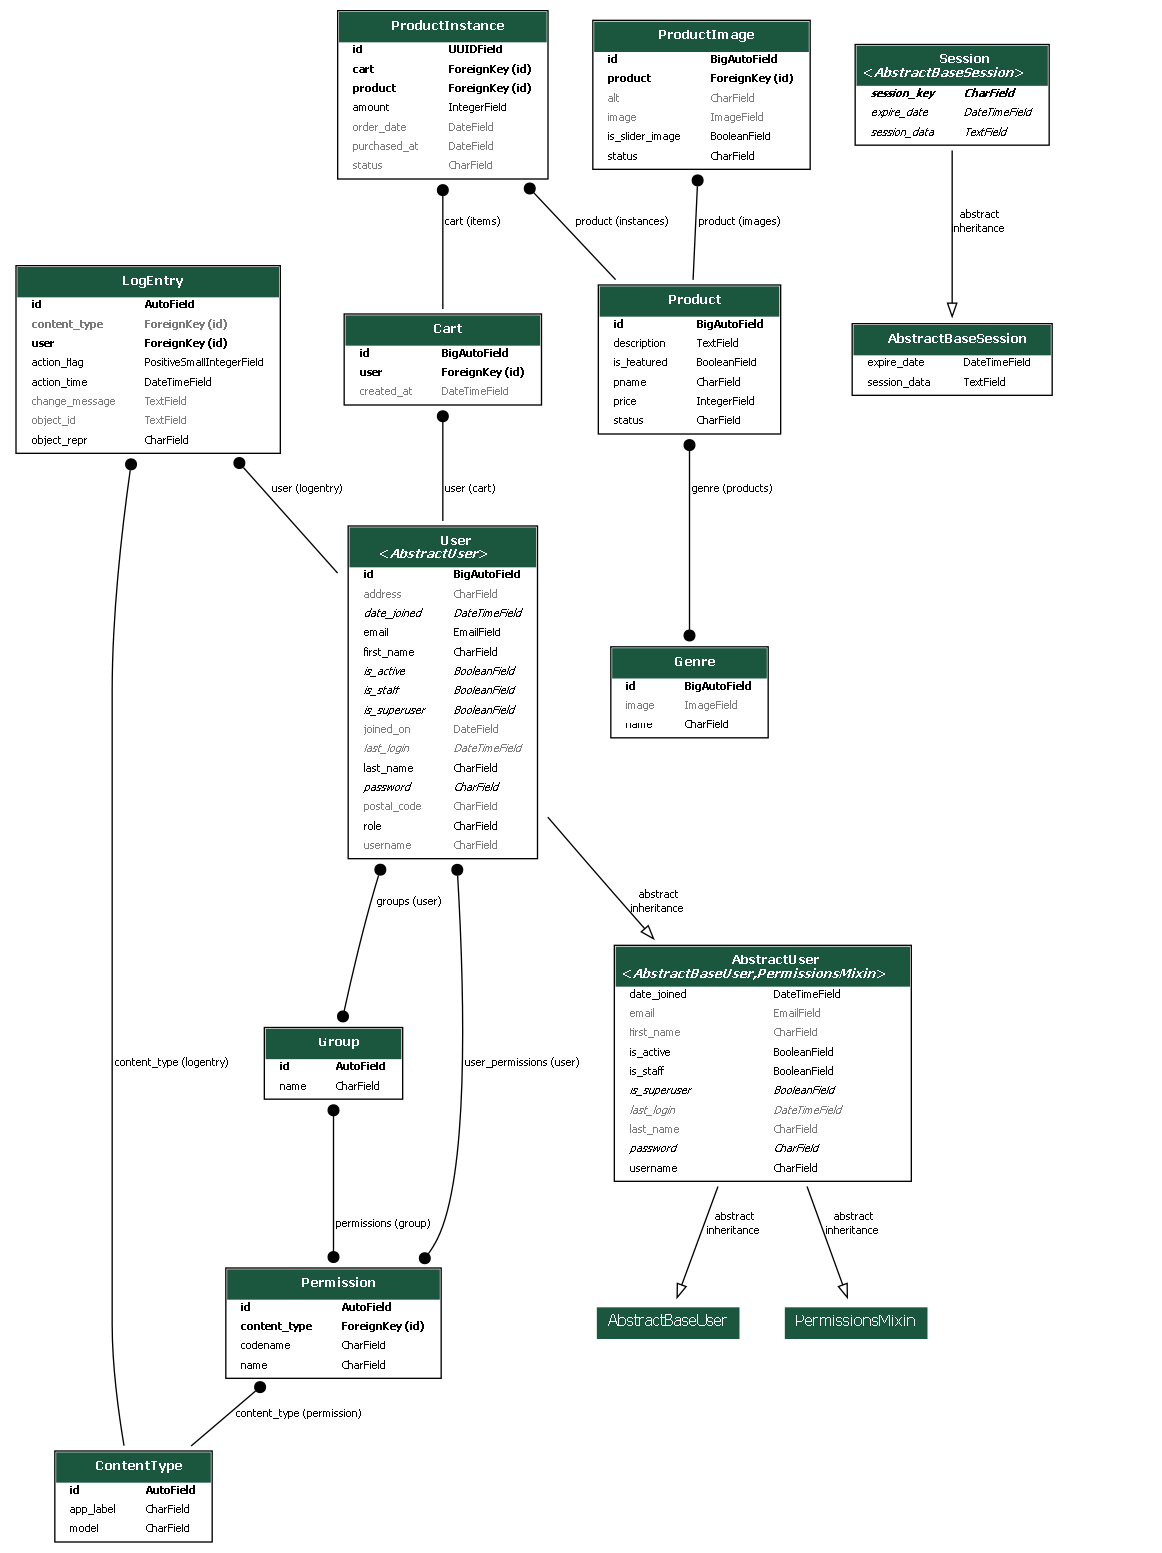 ProductInstance
id UUIDField
cart ForeignKey (id)
product ForeignKey (id)
amount IntegerField
order_date DateField
purchased_at DateField
status CharField
ProductImage
id BigAutoField
product ForeignKey (id)
alt CharField
image ImageField
is_slider_image BooleanField
status CharField
Session
<AbstractBaseSession>
session_key CharField
expire_date DateTimeField
session_data TextField
cart (items)
product (instances)
product (images)
abstract
inheritance
LogEntry
id AutoField
content_type ForeignKey (id)
user ForeignKey (id)
action_flag PositiveSmallIntegerField
action_time DateTimeField
change_message TextField
object_id TextField
object_repr CharField
Cart
id BigAutoField
user ForeignKey (id)
created_at DateTimeField
Product
id BigAutoField
description TextField
is_featured BooleanField
pname CharField
price IntegerField
status CharField
AbstractBaseSession
expire_date DateTimeField
session_data TextField
user (logentry)
user (cart)
genre (products)
User
<AbstractUser>
id BigAutoField
address CharField
date_joined DateTimeField
email EmailField
first_name CharField
is_active BooleanField
is_staff BooleanField
is_superuser BooleanField
joined_on DateField
last_login DateTimeField
last_name CharField
password CharField
postal_code CharField
role CharField
username CharField
Genre
id BigAutoField
image ImageField
name CharField
groups (user)
abstract
inheritance
AbstractUser
<AbstractBaseUser,PermissionsMixin>
date_joined DateTimeField
email EmailField
first_name CharField
is_active BooleanField
is_staff BooleanField
is_superuser BooleanField
last_login DateTimeField
last_name CharField
password CharField
username CharField
Group
id AutoField
name CharField
content_type (logentry)
user_permissions (user)
permissions (group)
abstract
inheritance
abstract
inheritance
Permission
id AutoField
content_type ForeignKey (id)
codename CharField
name CharField
AbstractBaseUser
PermissionsMixin
content_type (permission)
ContentType
id AutoField
app_label CharField
model CharField